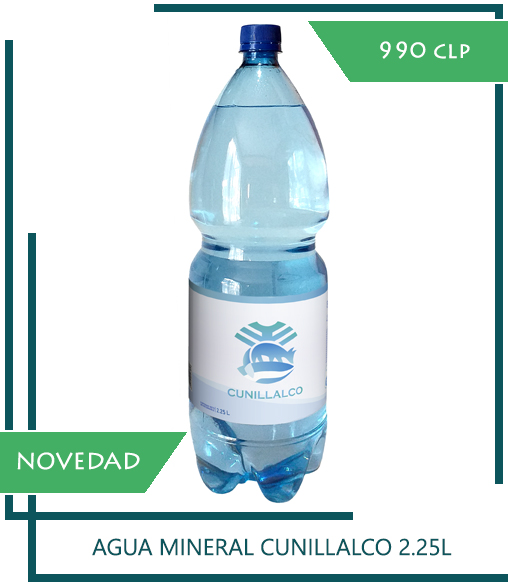 990 CLP
CUNILLALCO
2.25 L
NOVEDAD
AGUA MINERAL CUNILLALCO 2.25L